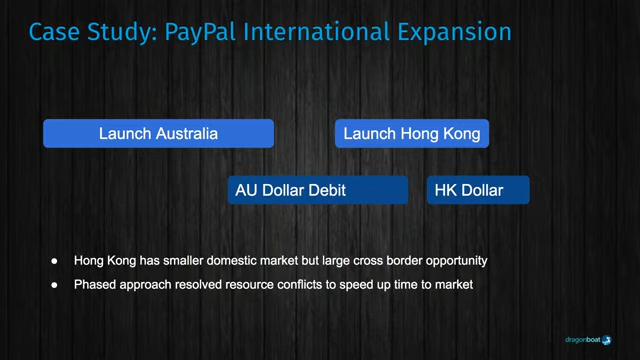 Case Study: PayPal International Expansion
Launch Australia
Launch Hong Kong
AU Dollar Debit
HK Dollar
● Hong Kong has smaller domestic market but large cross border opportunity
● Phased approach resolved resource conflicts to speed up time to market
dragonboat